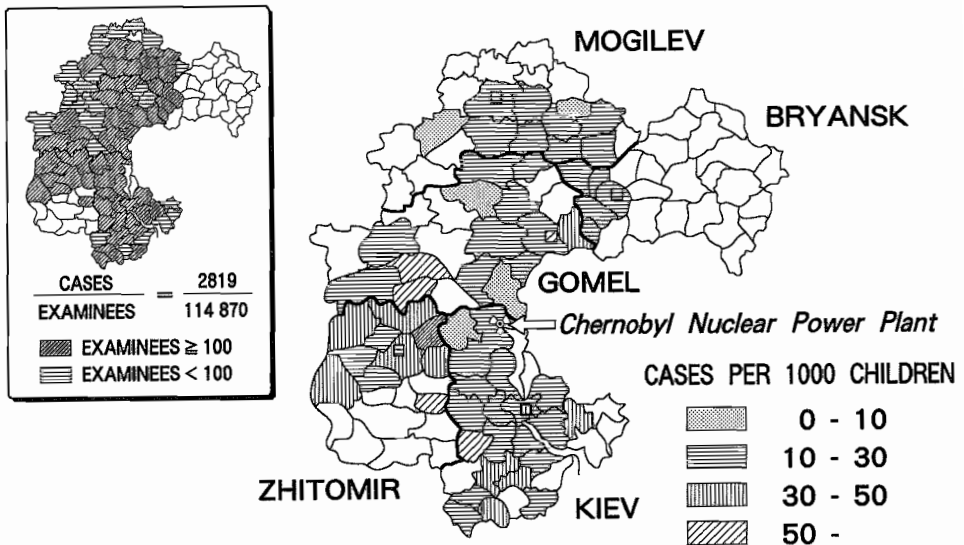 MOGILEV
BRYANSK
CASES
EXAMINEES
=
2819
114 870
EXAMINEES ≥ 100
EXAMINEES < 100
GOMEL
Chernobyl Nuclear Power Plant
CASES PER 1000 CHILDREN
0 - 10
10 - 30
30 - 50
50 -
ZHITOMIR
KIEV